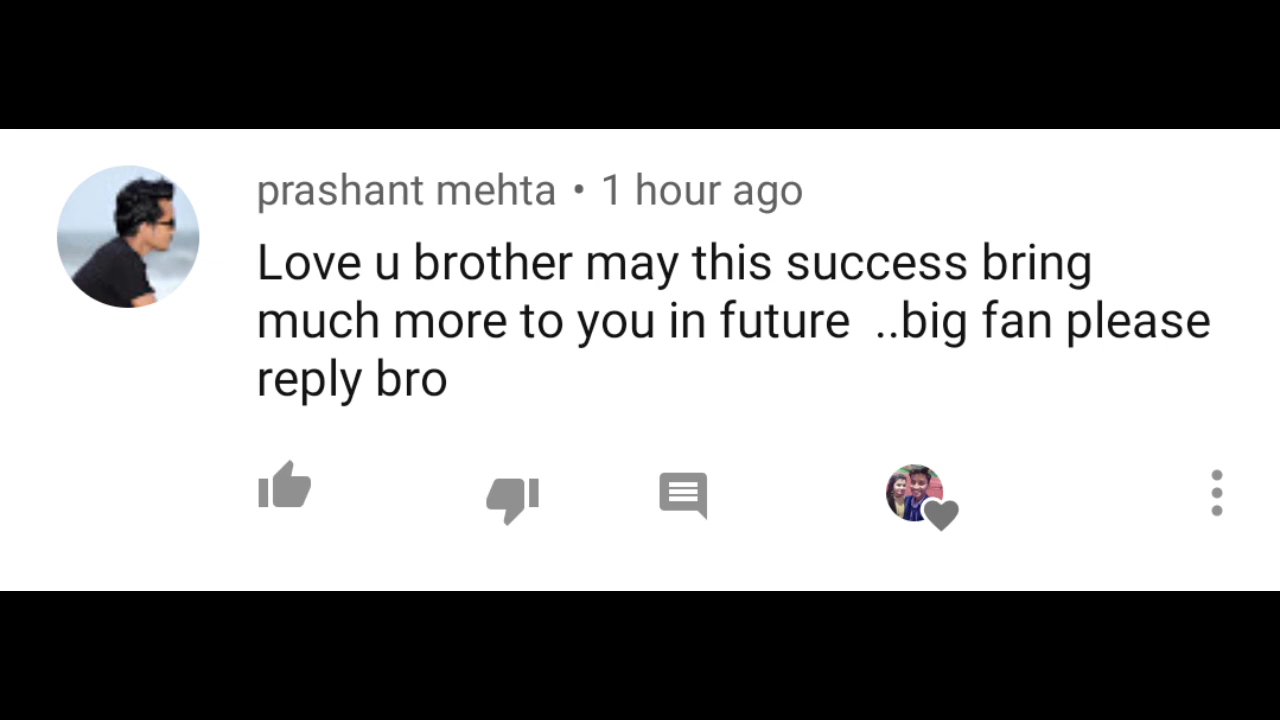 prashant mehta • 1 hour ago
Love u brother may this success bring
much more to you in future  ..big fan please
reply bro